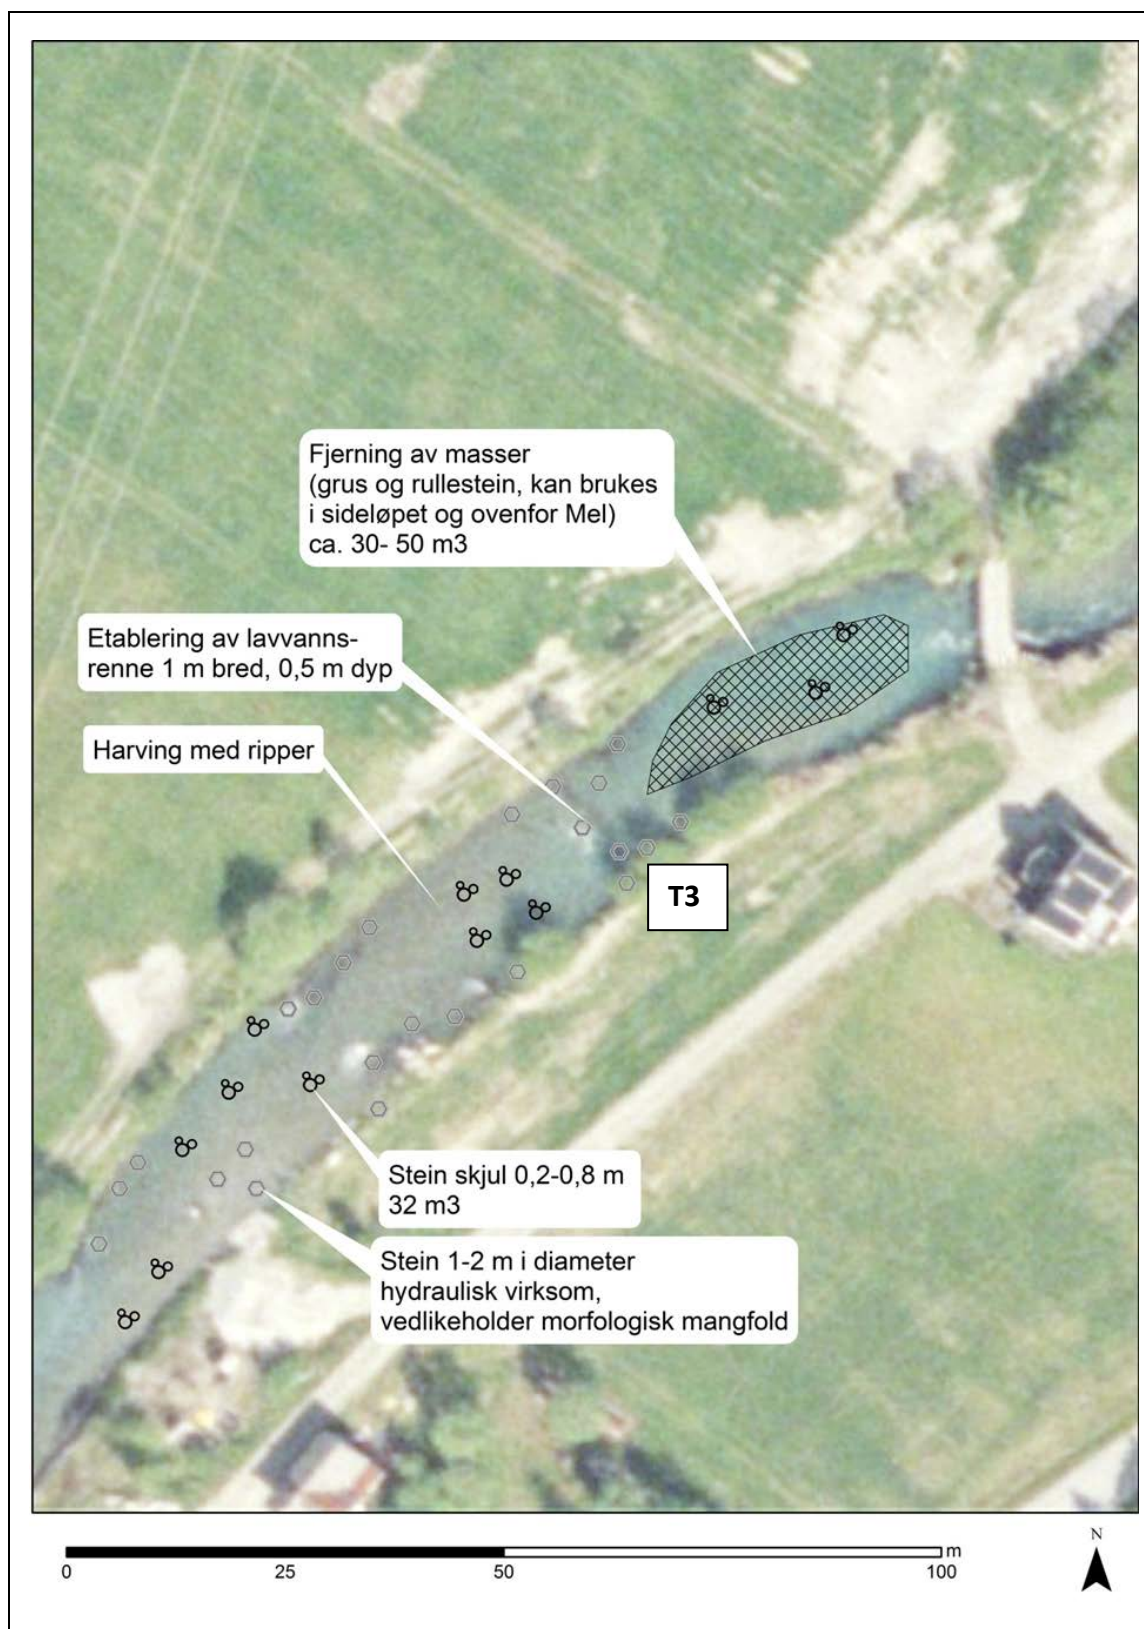 Fjerning av masser
(grus og rullestein, kan brukes
i sideløpet og ovenfor Mel)
ca. 30- 50 m3
Etablering av lavvanns-
renne 1 m bred, 0,5 m dyp
Harving med ripper
T3
Stein skjul 0,2-0,8 m
32 m3
Stein 1-2 m i diameter
hydraulisk virksom,
vedlikeholder morfologisk mangfold
N
m
0 25 50 100